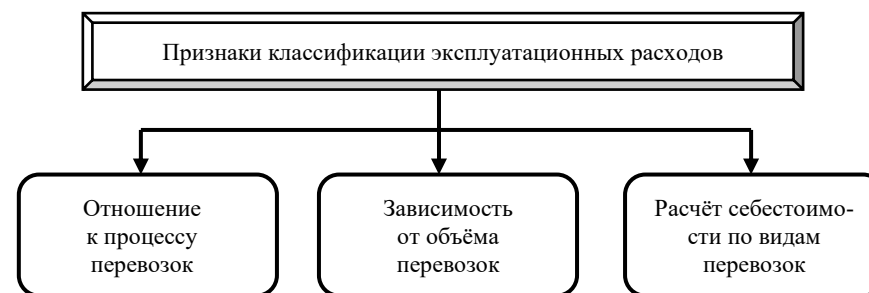 Признаки классификации эксплуатационных расходов
Отношение
к процессу
перевозок
Зависимость
от объёма
перевозок
Расчёт себестоимо-
сти по видам
перевозок